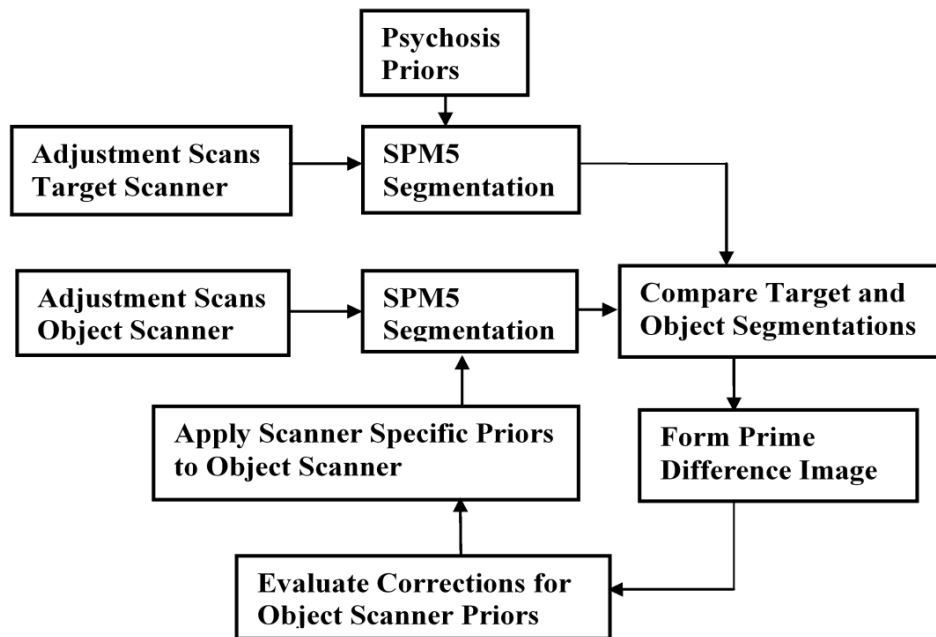 Psychosis
Priors
Adjustment Scans
Target Scanner
SPM5
Segmentation
Adjustment Scans
Object Scanner
SPM5
Segmentation
Compare Target and
Object Segmentations
Apply Scanner Specific Priors
to Object Scanner
Form Prime
Difference Image
Evaluate Corrections for
Object Scanner Priors